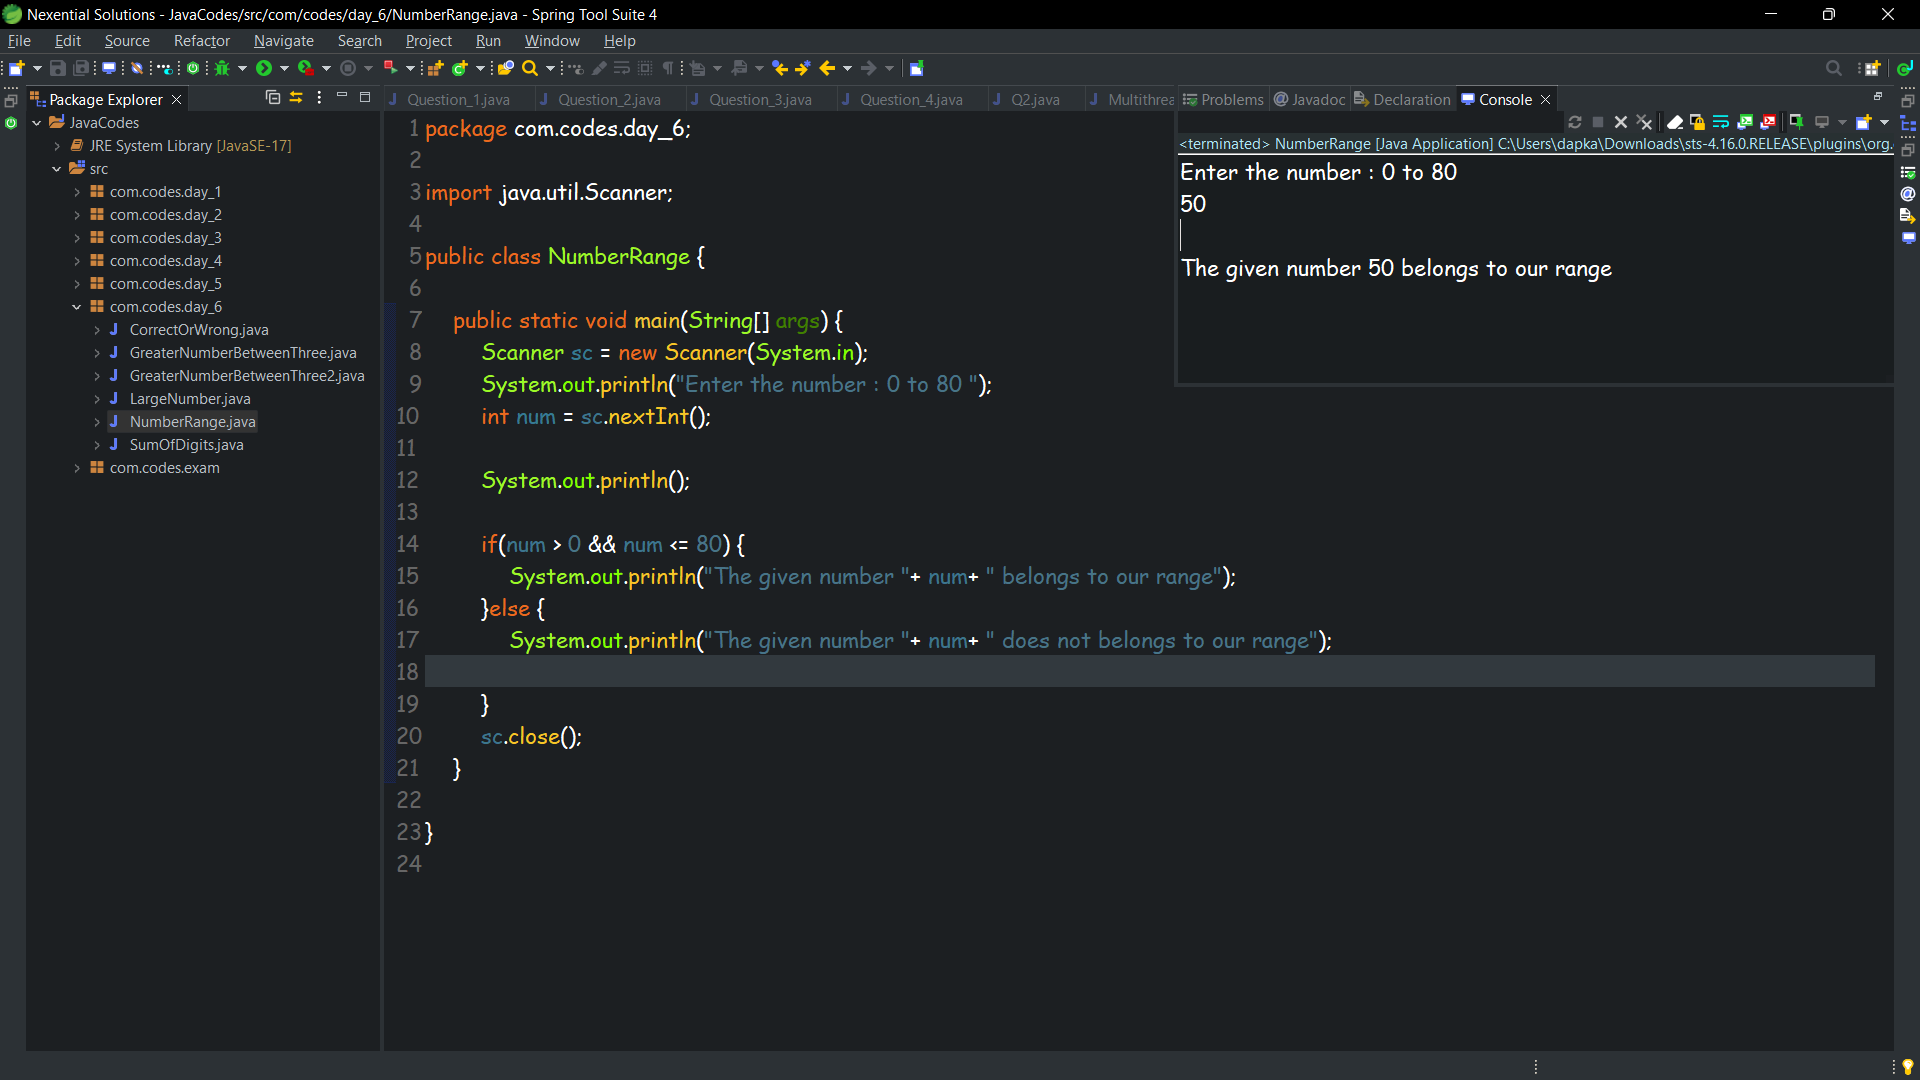 Nexential Solutions - JavaCodes/src/com/codes/day_6/NumberRange.java - Spring Tool Suite 4
File Edit Source Refactor Navigate Search Project Run Window Help
Package Explorer
JavaCodes
JRE System Library [JavaSE-17]
src
com.codes.day_1
com.codes.day_2
com.codes.day_3
com.codes.day_4
com.codes.day_5
com.codes.day_6
CorrectOrWrong.java
GreaterNumberBetweenThree.java
GreaterNumberBetweenThree2.java
LargeNumber.java
NumberRange.java
SumOfDigits.java
com.codes.exam
Question_1.java Question_2.java Question_3.java Question_4.java Q2.java Multithrea
1 package com.codes.day_6;
2
3 import java.util.Scanner;
4
5 public class NumberRange {
6
7 public static void main(String[] args) {
8 Scanner sc = new Scanner(System.in);
9 System.out.println("Enter the number : 0 to 80 ");
10 int num = sc.nextInt();
11
12 System.out.println();
13
14 if(num > 0 && num <= 80) {
15 System.out.println("The given number "+ num+ " belongs to our range");
16 }else {
17 System.out.println("The given number "+ num+ " does not belongs to our range");
18
19 }
20 sc.close();
21 }
22
23 }
24
Problems Javadoc Declaration Console
<terminated> NumberRange [Java Application] C:\Users\dapka\Downloads\sts-4.16.0.RELEASE\plugins\org.
Enter the number : 0 to 80
50
The given number 50 belongs to our range